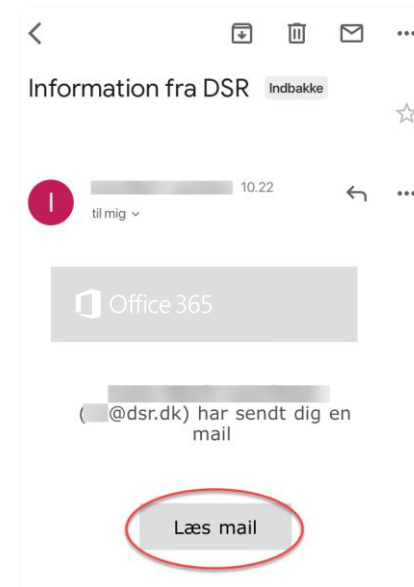 Information fra DSR Indbakke
I
10.22
til mig
Office 365
( @dsr.dk) har sendt dig en
mail
Læs mail